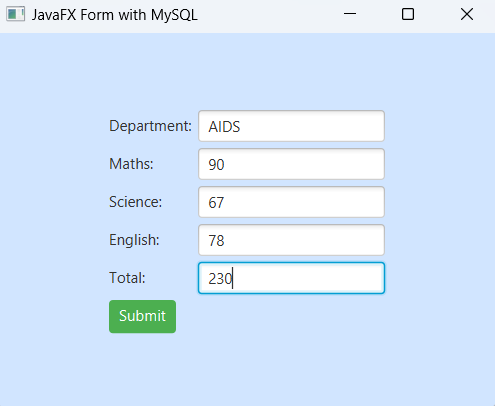 JavaFX Form with MySQL
Department: AIDS
Maths: 90
Science: 67
English: 78
Total: 230
Submit